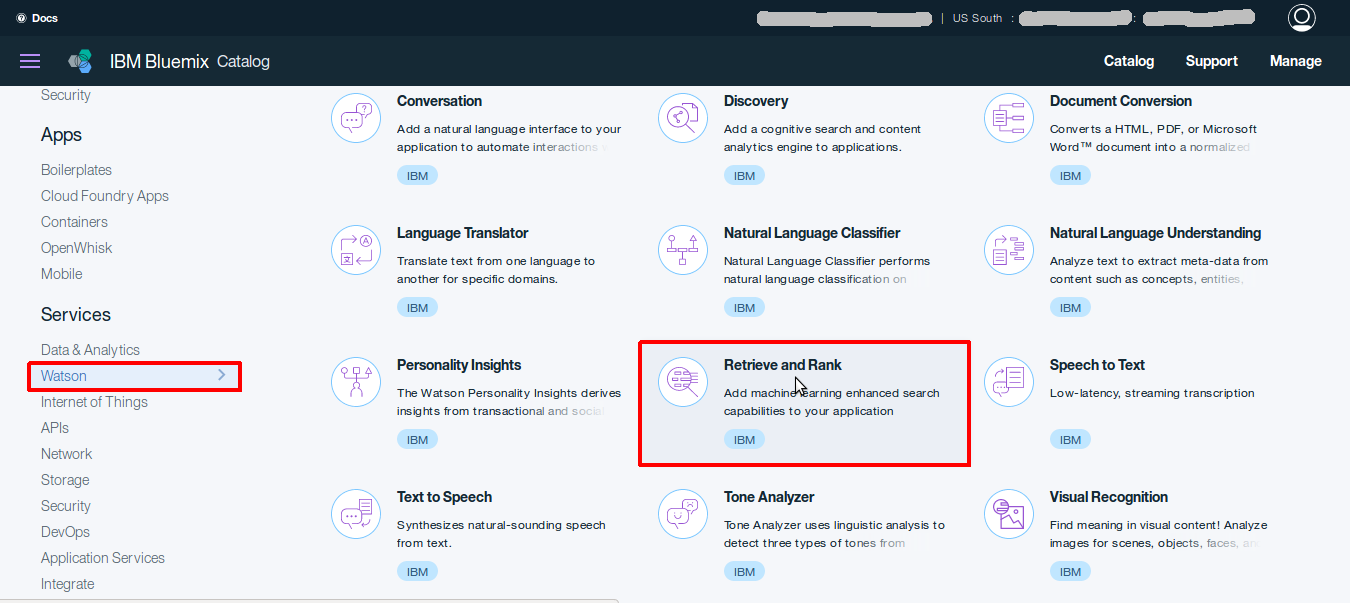 Docs
| US South : :
IBM Bluemix Catalog
Catalog Support Manage
Security
Apps
Boilerplates
Cloud Foundry Apps
Containers
OpenWhisk
Mobile
Services
Data & Analytics
Watson
Internet of Things
APIs
Network
Storage
Security
DevOps
Application Services
Integrate
Conversation
Add a natural language interface to your
application to automate interactions
IBM
Discovery
Add a cognitive search and content
analytics engine to applications.
IBM
Document Conversion
Converts a HTML, PDF, or Microsoft
Word™ document into a normalized
IBM
Language Translator
Translate text from one language to
another for specific domains.
IBM
Natural Language Classifier
Natural Language Classifier performs
natural language classification on
IBM
Natural Language Understanding
Analyze text to extract meta-data from
content such as concepts, entities,
IBM
Personality Insights
The Watson Personality Insights derives
insights from transactional and social
IBM
Retrieve and Rank
Add machine learning enhanced search
capabilities to your application
IBM
Speech to Text
Low-latency, streaming transcription
IBM
Text to Speech
Synthesizes natural-sounding speech
from text.
IBM
Tone Analyzer
Tone Analyzer uses linguistic analysis to
detect three types of tones from
IBM
Visual Recognition
Find meaning in visual content! Analyze
images for scenes, objects, faces,
IBM